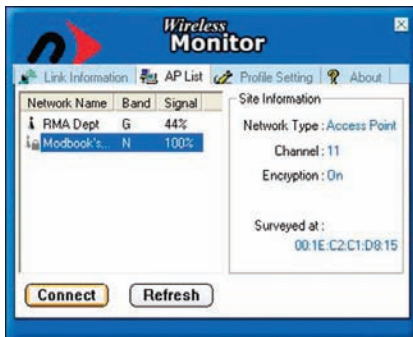 Wireless
Monitor
Link Information AP List Profile Setting ? About
Network Name Band Signal
RMA Dept G 44%
Modbook's... N 100%
Site Information
Network Type : Access Point
Channel : 11
Encryption : On
Surveyed at :
00:1E:C2:C1:D8:15
Connect Refresh